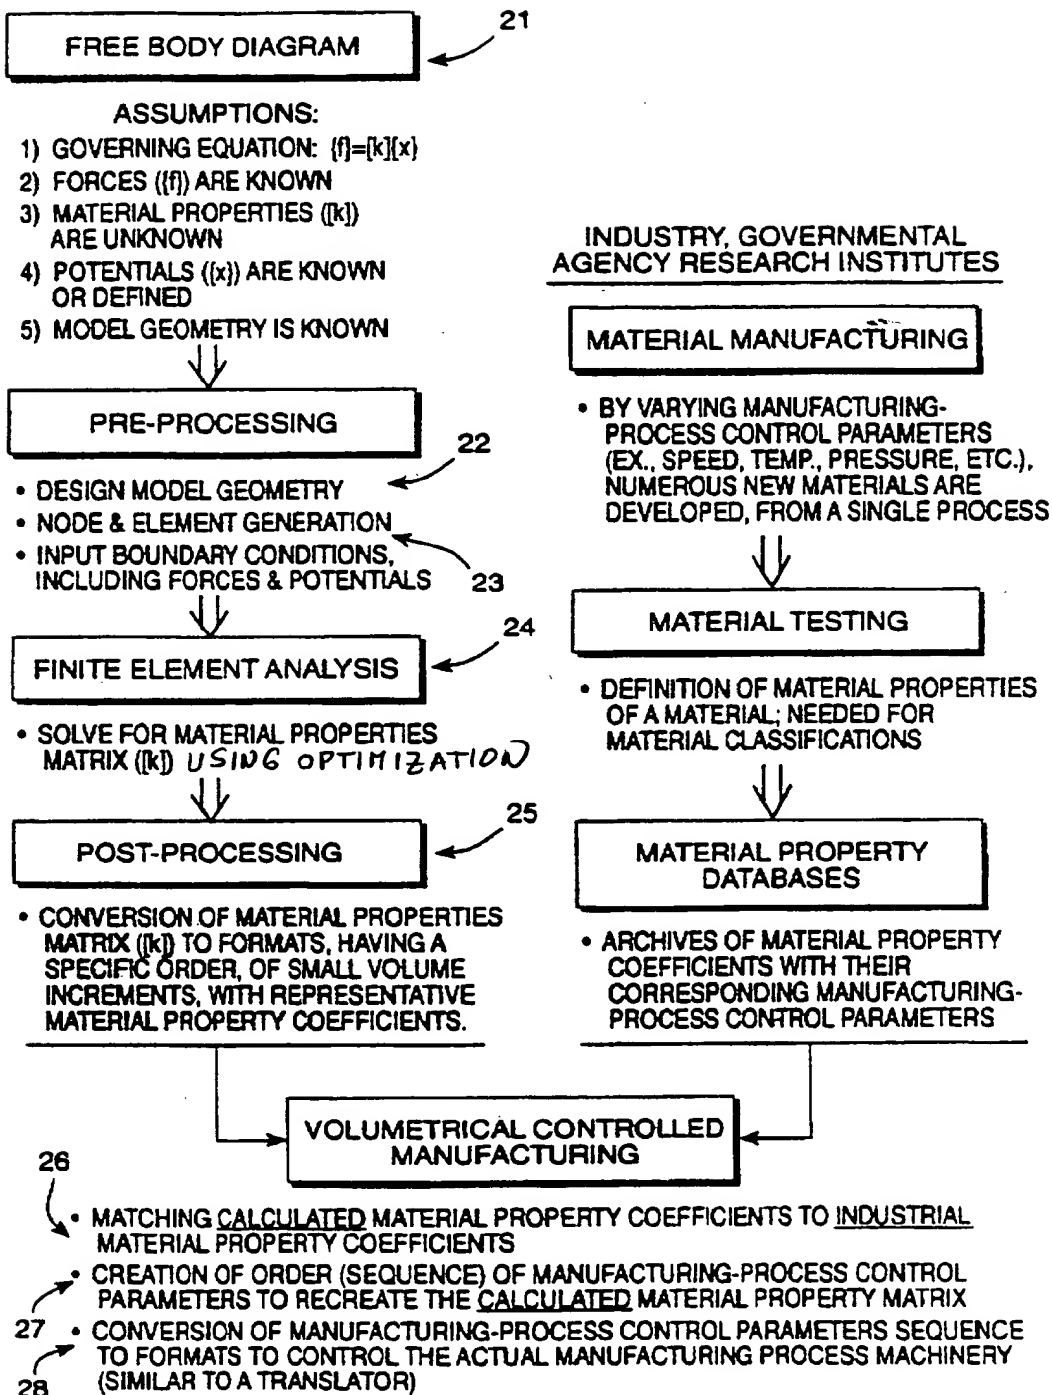 21
FREE BODY DIAGRAM
ASSUMPTIONS:
1) GOVERNING EQUATION: {f}=[k]{x}
2) FORCES ({f}) ARE KNOWN
3) MATERIAL PROPERTIES ([k])
ARE UNKNOWN
4) POTENTIALS ({x}) ARE KNOWN
OR DEFINED
5) MODEL GEOMETRY IS KNOWN
PRE-PROCESSING
22
• DESIGN MODEL GEOMETRY
• NODE & ELEMENT GENERATION
• INPUT BOUNDARY CONDITIONS,
INCLUDING FORCES & POTENTIALS
23
24
FINITE ELEMENT ANALYSIS
• SOLVE FOR MATERIAL PROPERTIES
MATRIX ([k]) USING OPTIMIZATION
25
POST-PROCESSING
• CONVERSION OF MATERIAL PROPERTIES
MATRIX ([k]) TO FORMATS, HAVING A
SPECIFIC ORDER, OF SMALL VOLUME
INCREMENTS, WITH REPRESENTATIVE
MATERIAL PROPERTY COEFFICIENTS.
INDUSTRY, GOVERNMENTAL
AGENCY RESEARCH INSTITUTES
MATERIAL MANUFACTURING
• BY VARYING MANUFACTURING-
PROCESS CONTROL PARAMETERS
(EX., SPEED, TEMP., PRESSURE, ETC.),
NUMEROUS NEW MATERIALS ARE
DEVELOPED, FROM A SINGLE PROCESS
MATERIAL TESTING
• DEFINITION OF MATERIAL PROPERTIES
OF A MATERIAL; NEEDED FOR
MATERIAL CLASSIFICATIONS
MATERIAL PROPERTY
DATABASES
• ARCHIVES OF MATERIAL PROPERTY
COEFFICIENTS WITH THEIR
CORRESPONDING MANUFACTURING-
PROCESS CONTROL PARAMETERS
VOLUMETRICAL CONTROLLED
MANUFACTURING
26
• MATCHING CALCULATED MATERIAL PROPERTY COEFFICIENTS TO INDUSTRIAL
MATERIAL PROPERTY COEFFICIENTS
• CREATION OF ORDER (SEQUENCE) OF MANUFACTURING-PROCESS CONTROL
PARAMETERS TO RECREATE THE CALCULATED MATERIAL PROPERTY MATRIX
27
• CONVERSION OF MANUFACTURING-PROCESS CONTROL PARAMETERS SEQUENCE
TO FORMATS TO CONTROL THE ACTUAL MANUFACTURING PROCESS MACHINERY
(SIMILAR TO A TRANSLATOR)
28